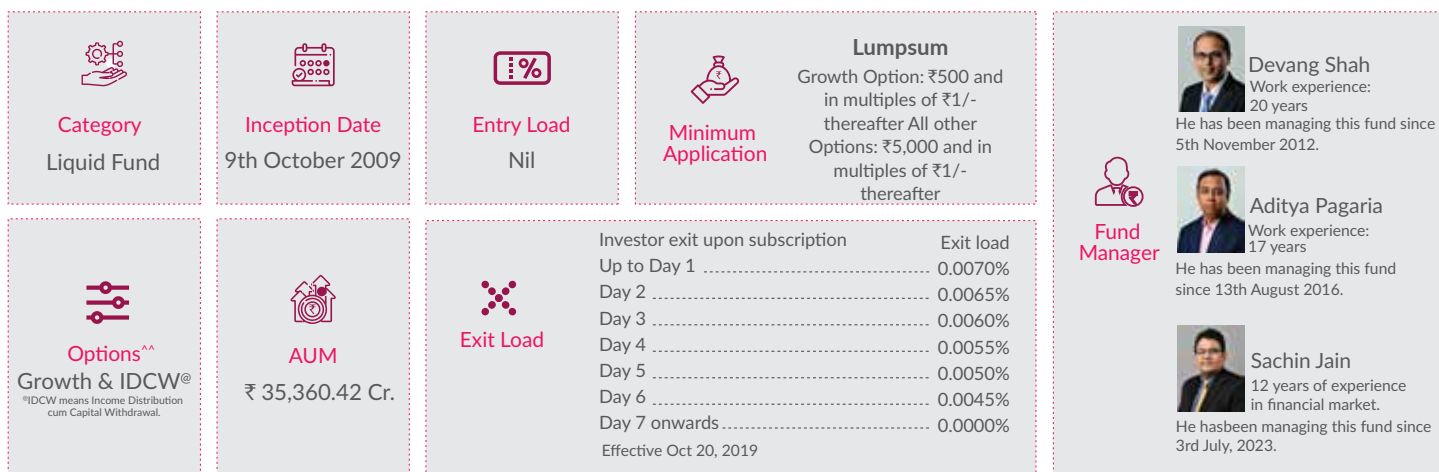 Category
Liquid Fund
Inception Date
9th October 2009
Entry Load
Nil
Minimum
Application
Lumpsum
Growth Option: ₹500 and
in multiples of ₹1/-
thereafter All other
Options: ₹5,000 and in
multiples of ₹1/-
thereafter
Options^^
Growth & IDCW@
@IDCW means Income Distribution
cum Capital Withdrawal.
AUM
₹ 35,360.42 Cr.
Exit Load
Investor exit upon subscription Exit load
Up to Day 1 ........................................ 0.0070%
Day 2 ........................................ 0.0065%
Day 3 ........................................ 0.0060%
Day 4 ........................................ 0.0055%
Day 5 ........................................ 0.0050%
Day 6 ........................................ 0.0045%
Day 7 onwards........................................ 0.0000%
Effective Oct 20, 2019
Fund
Manager
Devang Shah
Work experience:
20 years
He has been managing this fund since
5th November 2012.
Aditya Pagaria
Work experience:
17 years
He has been managing this fund
since 13th August 2016.
Sachin Jain
12 years of experience
in financial market.
He hasbeen managing this fund since
3rd July, 2023.